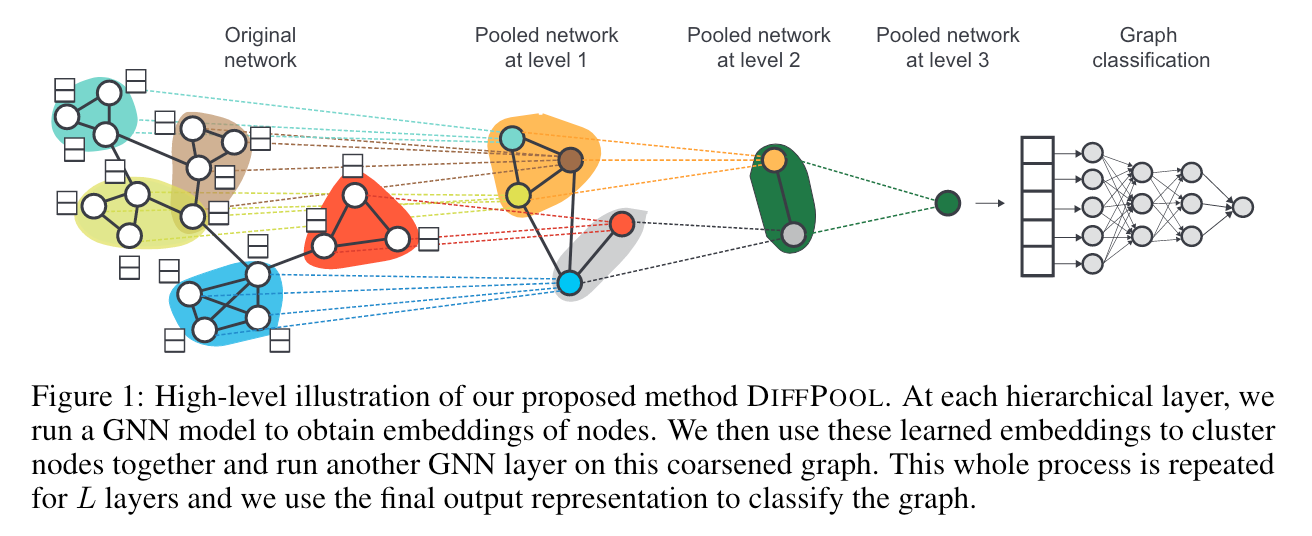 Original
network
Pooled network
at level 1
Pooled network
at level 2
Pooled network
at level 3
Graph
classification
Figure 1: High-level illustration of our proposed method DIFFPOOL. At each hierarchical layer, we
run a GNN model to obtain embeddings of nodes. We then use these learned embeddings to cluster
nodes together and run another GNN layer on this coarsened graph. This whole process is repeated
for L layers and we use the final output representation to classify the graph.